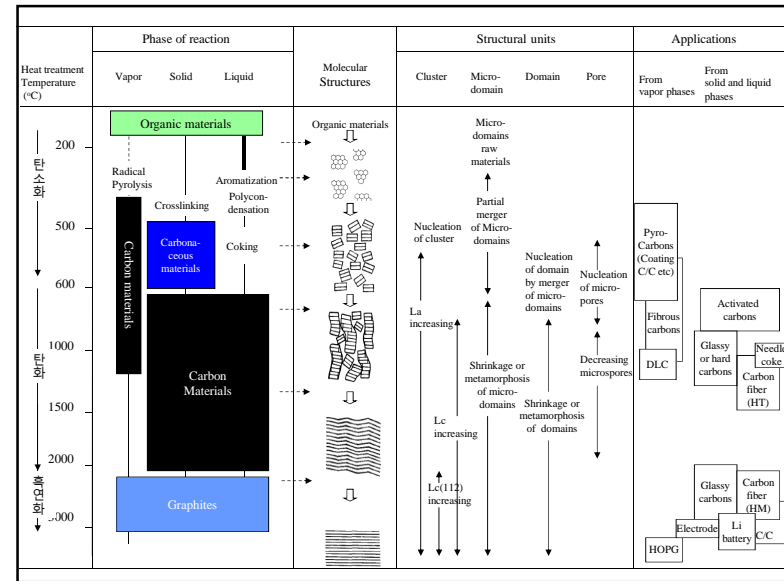 Phase of reaction
Structural units
Applications
Heat treatment
Temperature
(°C)
Vapor
Solid
Liquid
Molecular
Structures
Cluster
Micro-
domain
Domain
Pore
From
vapor phases
From
solid and liquid
phases
200
500
600
1000
1500
2000
탄소화
탄화
흑연화
Organic materials
Radical
Pyrolysis
Crosslinking
Aromatization
Polycon-
densation
Coking
Carbon materials
Carbona-
ceous
materials
Carbon
Materials
Graphites
Organic materials
Nucleation
of cluster
La
increasing
Lc
increasing
Lc(112)
increasing
Micro-
domains
raw
materials
Partial
merger
of Micro-
domains
Shrinkage or
metamorphosis
of micro-
domains
Nucleation
of domain
by merger
of micro-
domains
Shrinkage or
metamorphosis
of domains
Nucleation
of micro-
pores
Decreasing
microspores
Pyro-
Carbons
(Coating
C/C etc)
Fibrous
carbons
DLC
Activated
carbons
Glassy
or hard
carbons
Needle
coke
Carbon
fiber
(HT)
Glassy
carbons
Carbon
fiber
(HM)
Electrode
Li
battery
C/C
HOPG